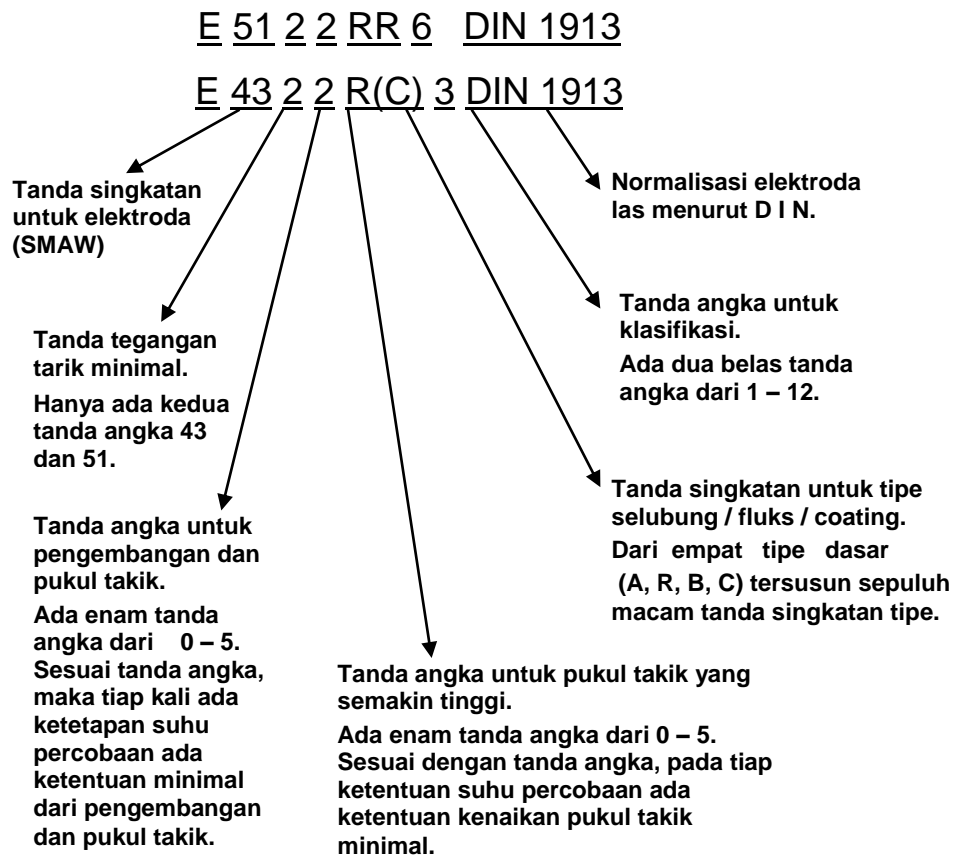 E 51 2 2 RR 6 DIN 1913
E 43 2 2 R(C) 3 DIN 1913
Tanda singkatan
untuk elektroda
(SMAW)
Normalisasi elektroda
las menurut D I N.
Tanda tegangan
tarik minimal.
Hanya ada kedua
tanda angka 43
dan 51.
Tanda angka untuk
klasifikasi.
Ada dua belas tanda
angka dari 1 – 12.
Tanda angka untuk
pengembangan dan
pukul takik.
Ada enam tanda
angka dari 0 – 5.
Sesuai tanda angka,
maka tiap kali ada
ketetapan suhu
percobaan ada
ketentuan minimal
dari pengembangan
dan pukul takik.
Tanda singkatan untuk tipe
selubung / fluks / coating.
Dari empat tipe dasar
(A, R, B, C) tersusun sepuluh
macam tanda singkatan tipe.
Tanda angka untuk pukul takik yang
semakin tinggi.
Ada enam tanda angka dari 0 – 5.
Sesuai dengan tanda angka, pada tiap
ketentuan suhu percobaan ada
ketentuan kenaikan pukul takik
minimal.